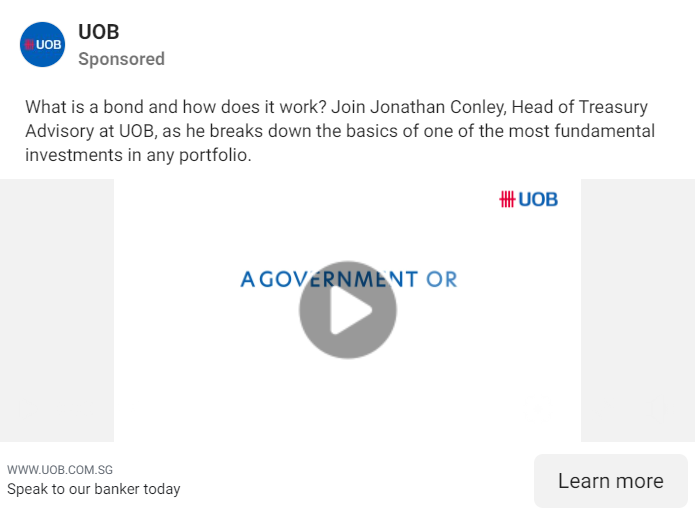 UOB
UOB
Sponsored
What is a bond and how does it work? Join Jonathan Conley, Head of Treasury
Advisory at UOB, as he breaks down the basics of one of the most fundamental
investments in any portfolio.
UOB
A GOVERNMENT OR
WWW.UOB.COM.SG
Speak to our banker today
Learn more